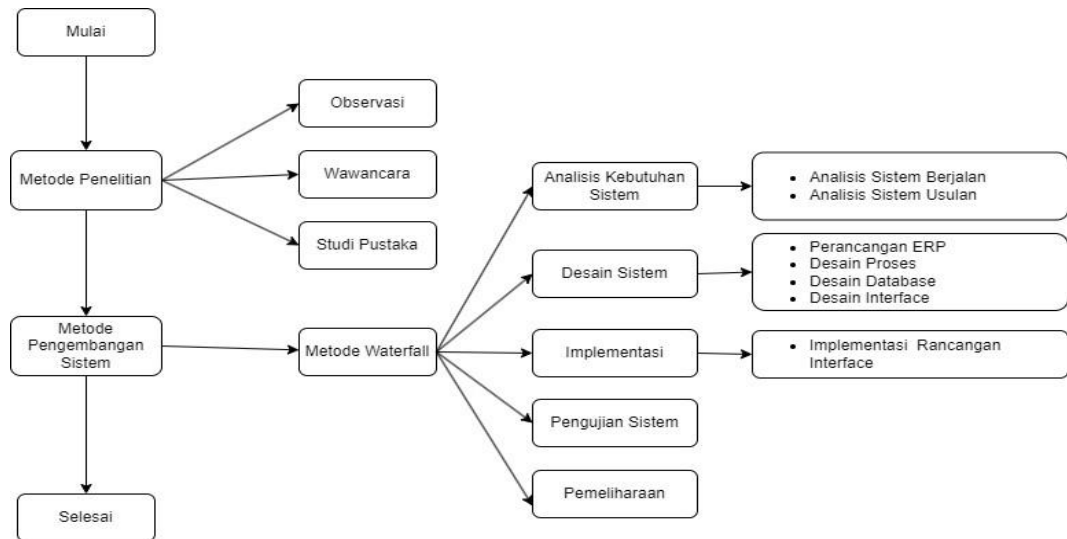 Mulai
Observasi
Metode Penelitian
Wawancara
Studi Pustaka
Metode
Pengembangan
Sistem
Metode Waterfall
Analisis Kebutuhan
Sistem
• Analisis Sistem Berjalan
• Analisis Sistem Usulan
Desain Sistem
• Perancangan ERP
• Desain Proses
• Desain Database
• Desain Interface
Implementasi
• Implementasi Rancangan
Interface
Pengujian Sistem
Pemeliharaan
Selesai